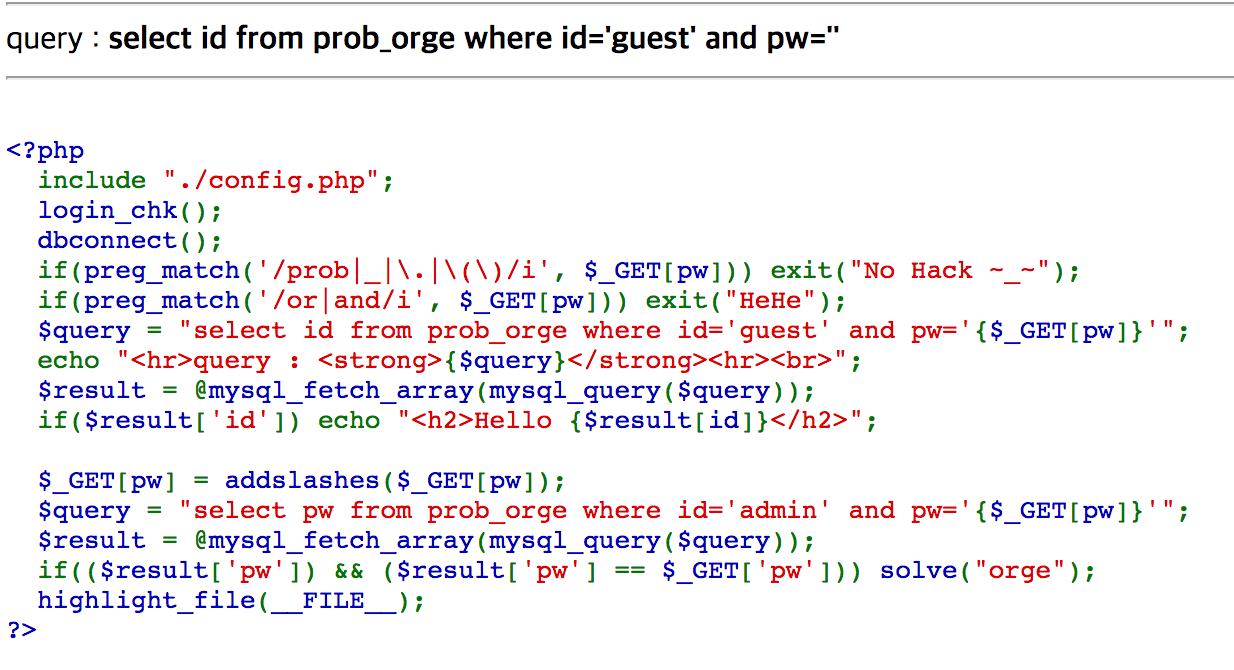 query : select id from prob_orge where id='guest' and pw=''
<?php
  include "./config.php";
  login_chk();
  dbconnect();
  if(preg_match('/prob|_|\.|\(\)/i', $_GET[pw])) exit("No Hack ~_~");
  if(preg_match('/or|and/i', $_GET[pw])) exit("HeHe");
  $query = "select id from prob_orge where id='guest' and pw='{$_GET[pw]}'";
  echo "<hr>query : <strong>{$query}</strong><hr><br>";
  $result = @mysql_fetch_array(mysql_query($query));
  if($result['id']) echo "<h2>Hello {$result[id]}</h2>";
  $_GET[pw] = addslashes($_GET[pw]);
  $query = "select pw from prob_orge where id='admin' and pw='{$_GET[pw]}'";
  $result = @mysql_fetch_array(mysql_query($query));
  if(($result['pw']) && ($result['pw'] == $_GET['pw'])) solve("orge");
  highlight_file(__FILE__);
?>